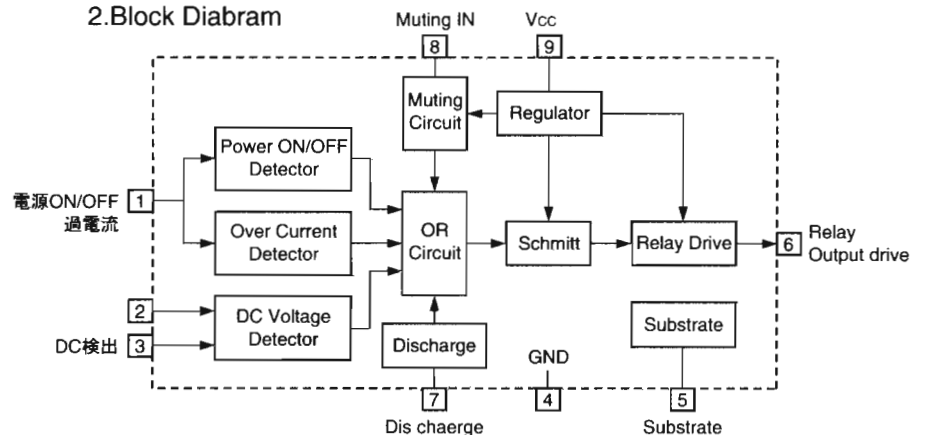 2.Block Diabram
Muting IN
Vcc
8
9
Muting
Circuit
Regulator
Power ON/OFF
Detector
電源ON/OFF
過電流
1
Over Current
Detector
OR
Circuit
Schmitt
Relay Drive
6
Relay
Output drive
2
DC検出
3
DC Voltage
Detector
Discharge
GND
Substrate
7
4
5
Dis chaerge
Substrate